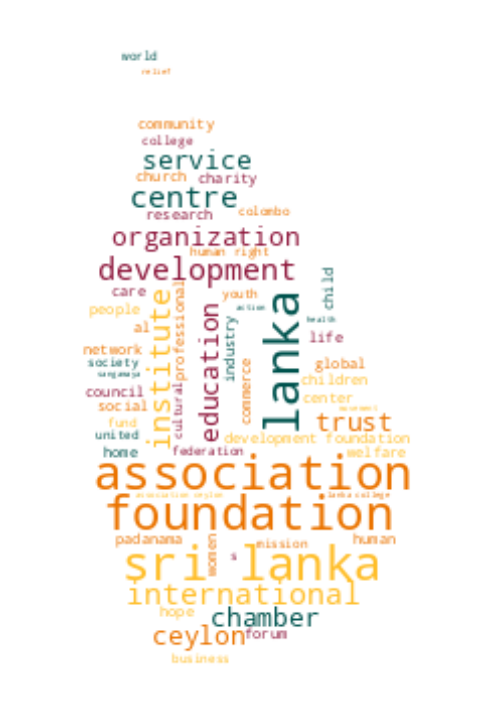 world
relief
community
college
service
church charity
centre
research colombo
organization
human right
development
care
child
people
youth
action
institute
professional
education
industry
lanka
health
al
life
network
society
sangamaya
commerce
global
children
council
cultural
center
social
movement
fund
trust
united
development foundation
home
federation
welfare
association
association ceylon
lanka college
foundation
padanama
women
mission
human
s
sri lanka
international
hope
chamber
ceylon
forum
business